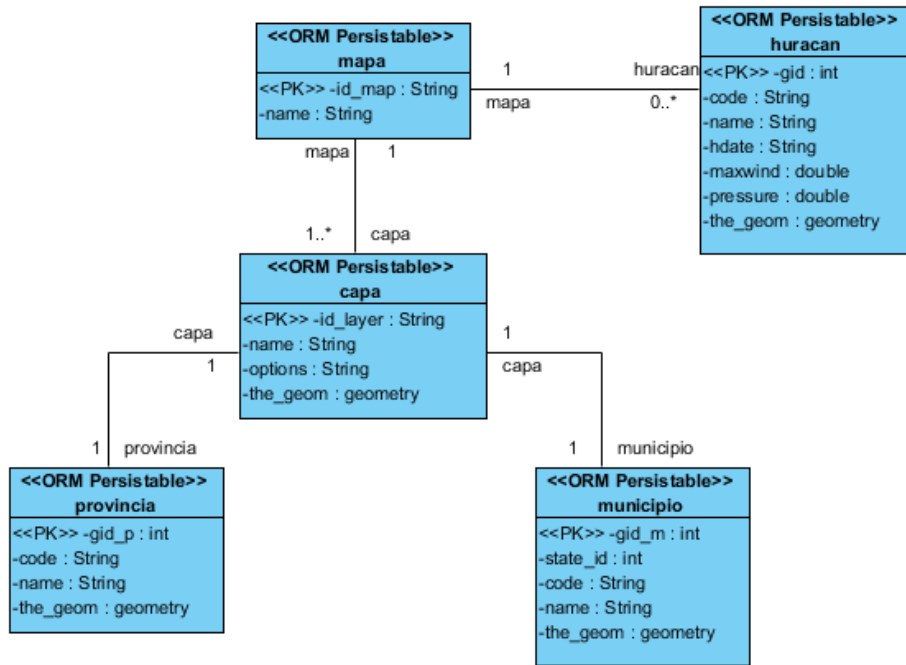 <<ORM Persistable>>
mapa
<<PK>> -id_map : String
-name : String
1
mapa
huracan
0..*
<<ORM Persistable>>
huracan
<<PK>> -gid : int
-code : String
-name : String
-hdate : String
-maxwind : double
-pressure : double
-the_geom : geometry
mapa
1
1..*
capa
<<ORM Persistable>>
capa
<<PK>> -id_layer : String
-name : String
-options : String
-the_geom : geometry
capa
1
1
capa
1
provincia
1
municipio
<<ORM Persistable>>
provincia
<<PK>> -gid_p : int
-code : String
-name : String
-the_geom : geometry
<<ORM Persistable>>
municipio
<<PK>> -gid_m : int
-state_id : int
-code : String
-name : String
-the_geom : geometry